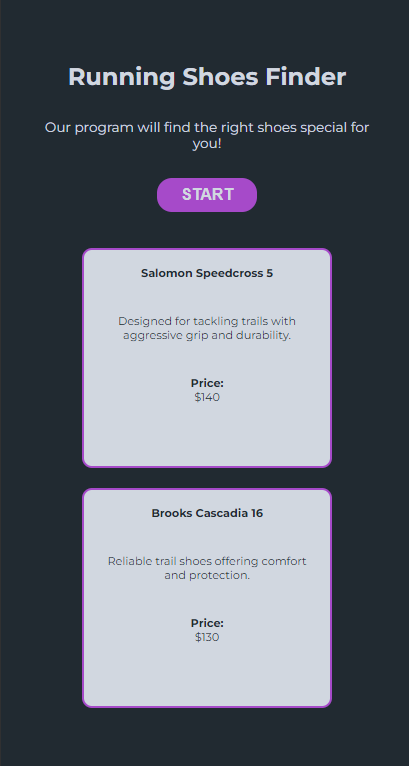 Running Shoes Finder
Our program will find the right shoes special for
you!
START
Salomon Speedcross 5
Designed for tackling trails with
aggressive grip and durability.
Price:
$140
Brooks Cascadia 16
Reliable trail shoes offering comfort
and protection.
Price:
$130